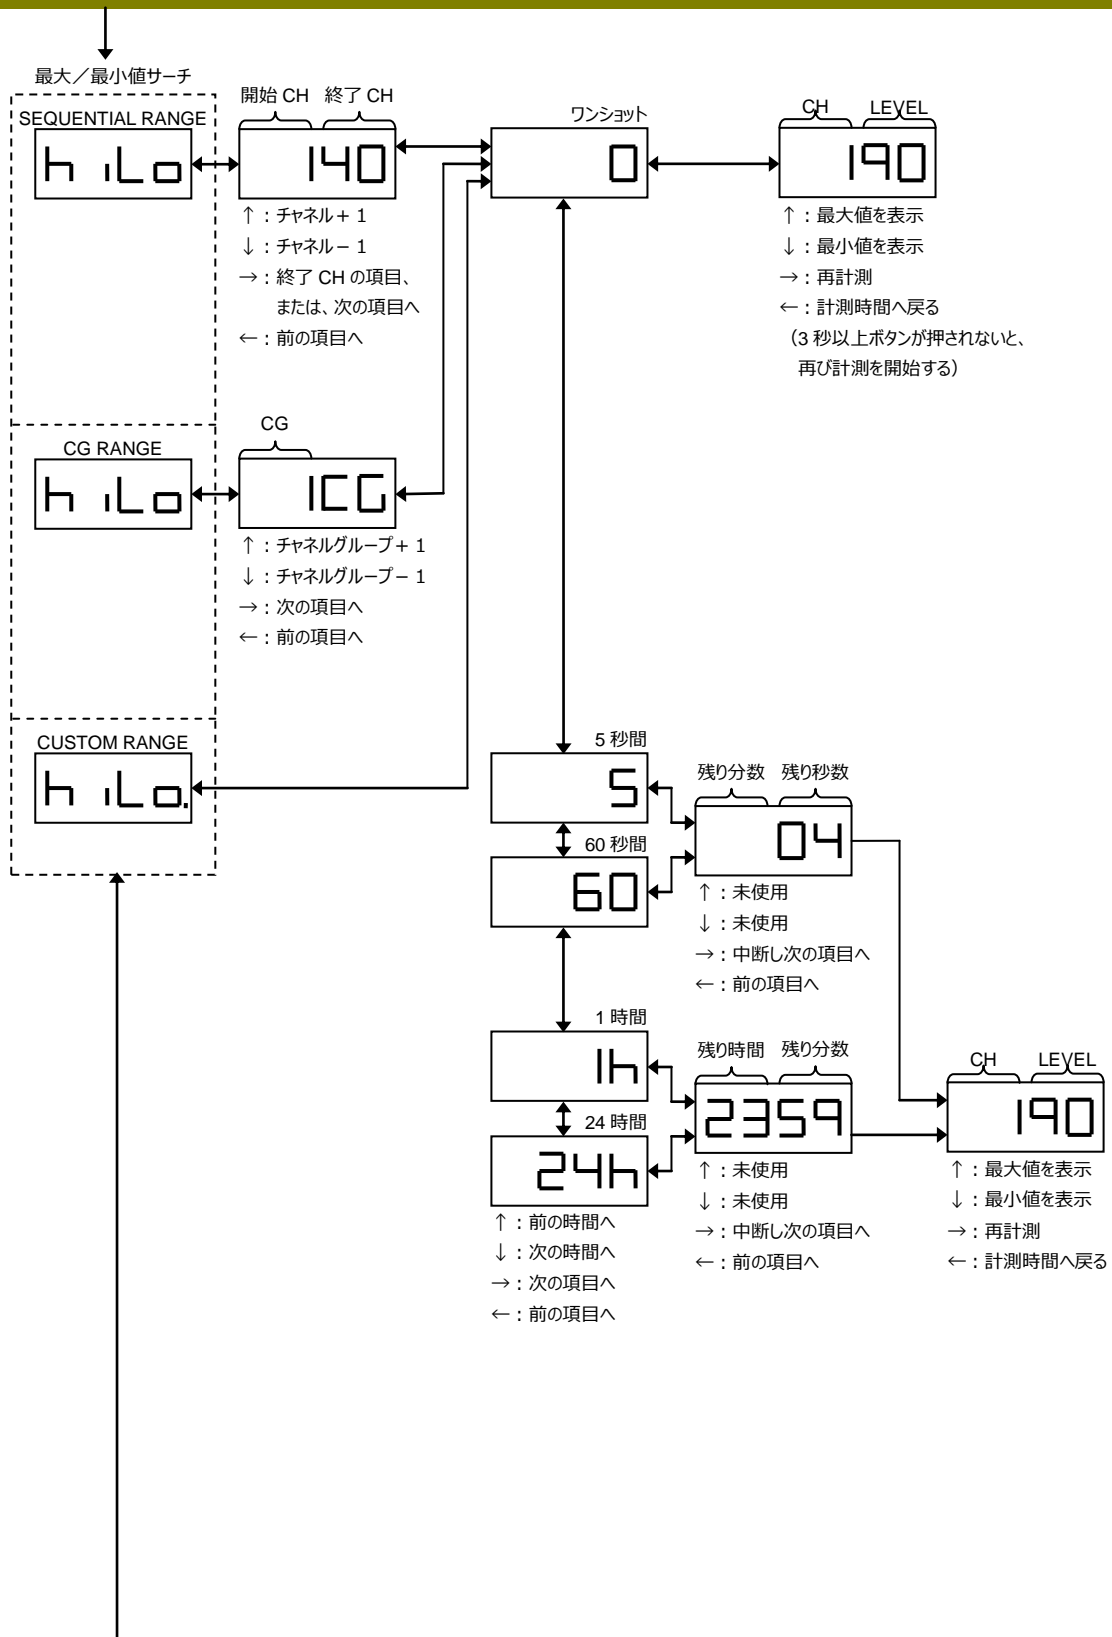 最大／最小値サーチ
SEQUENTIAL RANGE
hiLo
開始 CH 終了 CH
140
↑：チャネル＋ 1
↓：チャネル－ 1
→：終了 CH の項目、
または、次の項目へ
←：前の項目へ
ワンショット
0
CH LEVEL
190
↑：最大値を表示
↓：最小値を表示
→：再計測
←：計測時間へ戻る
（3 秒以上ボタンが押されないと、
再び計測を開始する）
CG RANGE
hiLo
CG
1CG
↑：チャネルグループ＋ 1
↓：チャネルグループ－ 1
→：次の項目へ
←：前の項目へ
CUSTOM RANGE
hiLo.
5 秒間
5
60 秒間
60
残り分数 残り秒数
04
↑：未使用
↓：未使用
→：中断し次の項目へ
←：前の項目へ
1 時間
1h
24 時間
24h
↑：前の時間へ
↓：次の時間へ
→：次の項目へ
←：前の項目へ
残り時間 残り分数
2359
↑：未使用
↓：未使用
→：中断し次の項目へ
←：前の項目へ
CH LEVEL
190
↑：最大値を表示
↓：最小値を表示
→：再計測
←：計測時間へ戻る